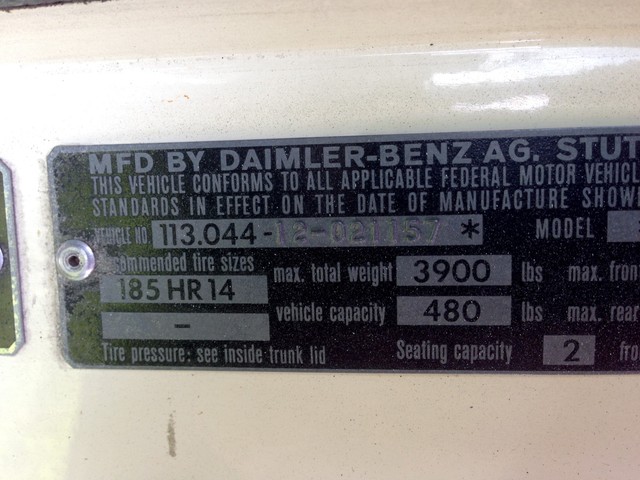 MFD BY DAIMLER-BENZ AG. STUT
THIS VEHICLE CONFORMS TO ALL APPLICABLE FEDERAL MOTOR VEHICL
STANDARDS IN EFFECT ON THE DATE OF MANUFACTURE SHOW
VEHICLE NO. 113.044-12-021157 * MODEL
commended tire sizes max. total weight 3900 lbs max. fron
185 HR 14 vehicle capacity 480 lbs max. rear
–
Tire pressure: see inside trunk lid Seating capacity 2 fro